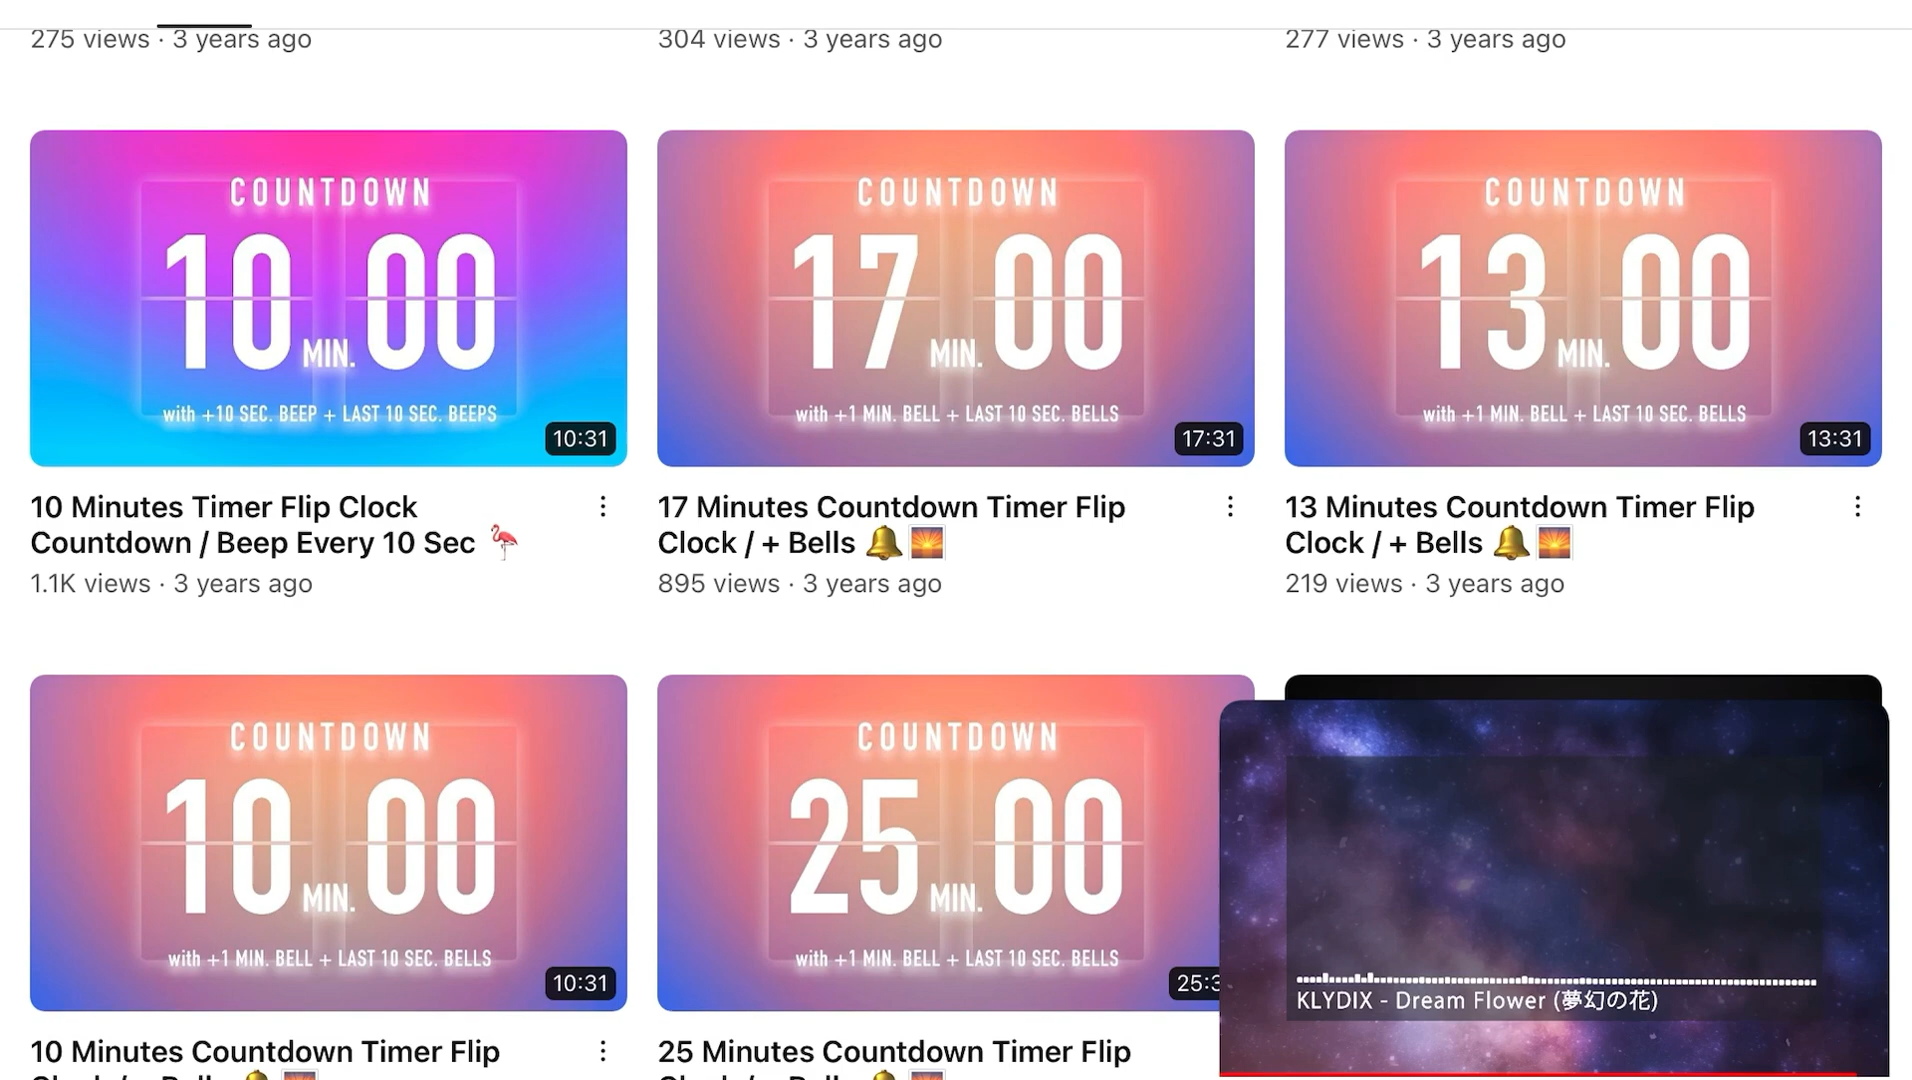 275 views · 3 years ago
304 views · 3 years ago
277 views · 3 years ago
COUNTDOWN
10 MIN. 00
with +10 SEC. BEEP + LAST 10 SEC. BEEPS
10:31
COUNTDOWN
17 MIN. 00
with +1 MIN. BELL + LAST 10 SEC. BELLS
17:31
COUNTDOWN
13 MIN. 00
with +1 MIN. BELL + LAST 10 SEC. BELLS
13:31
10 Minutes Timer Flip Clock
Countdown / Beep Every 10 Sec 🦩
1.1K views · 3 years ago
17 Minutes Countdown Timer Flip
Clock / + Bells 🔔🌅
895 views · 3 years ago
13 Minutes Countdown Timer Flip
Clock / + Bells 🔔🌅
219 views · 3 years ago
COUNTDOWN
10 MIN. 00
with +1 MIN. BELL + LAST 10 SEC. BELLS
10:31
COUNTDOWN
25 MIN. 00
with +1 MIN. BELL + LAST 10 SEC. BELLS
25:3
KLYDIX - Dream Flower (夢幻の花)
10 Minutes Countdown Timer Flip
25 Minutes Countdown Timer Flip